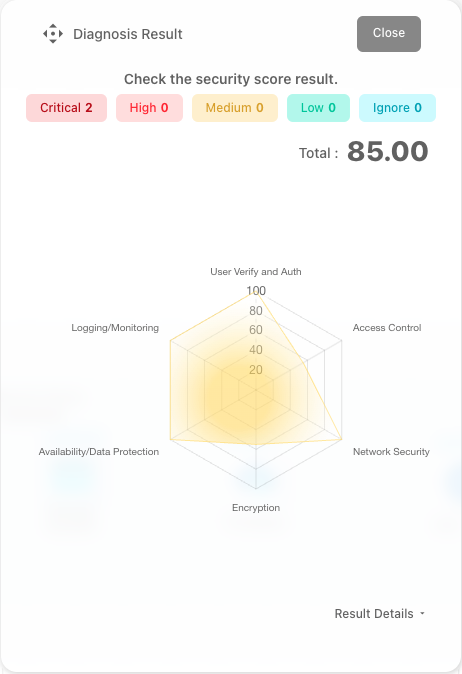 Diagnosis Result
Close
Check the security score result.
Critical 2
High 0
Medium 0
Low 0
Ignore 0
Total : 85.00
User Verify and Auth
100
80
60
40
20
Logging/Monitoring
Access Control
Availability/Data Protection
Network Security
Encryption
Result Details